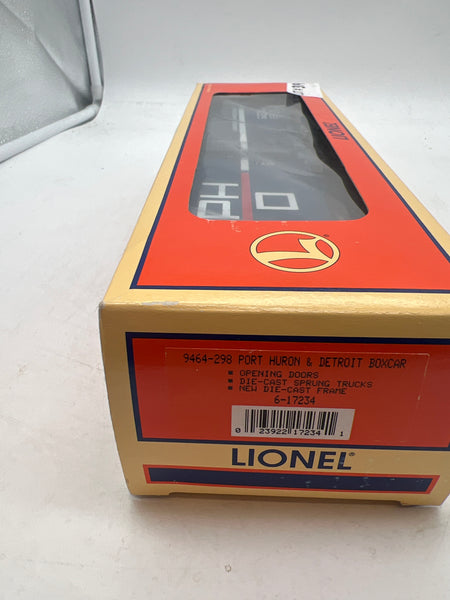 LIONEL
PH
D
L
9464-298 PORT HURON & DETROIT BOXCAR
▪ OPENING DOORS
▪ DIE-CAST SPRUNG TRUCKS
▪ NEW DIE-CAST FRAME
6-17234
0 23922 17234 1
LIONEL®